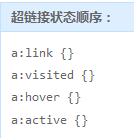 超链接状态顺序：
a:link {}
a:visited {}
a:hover {}
a:active {}